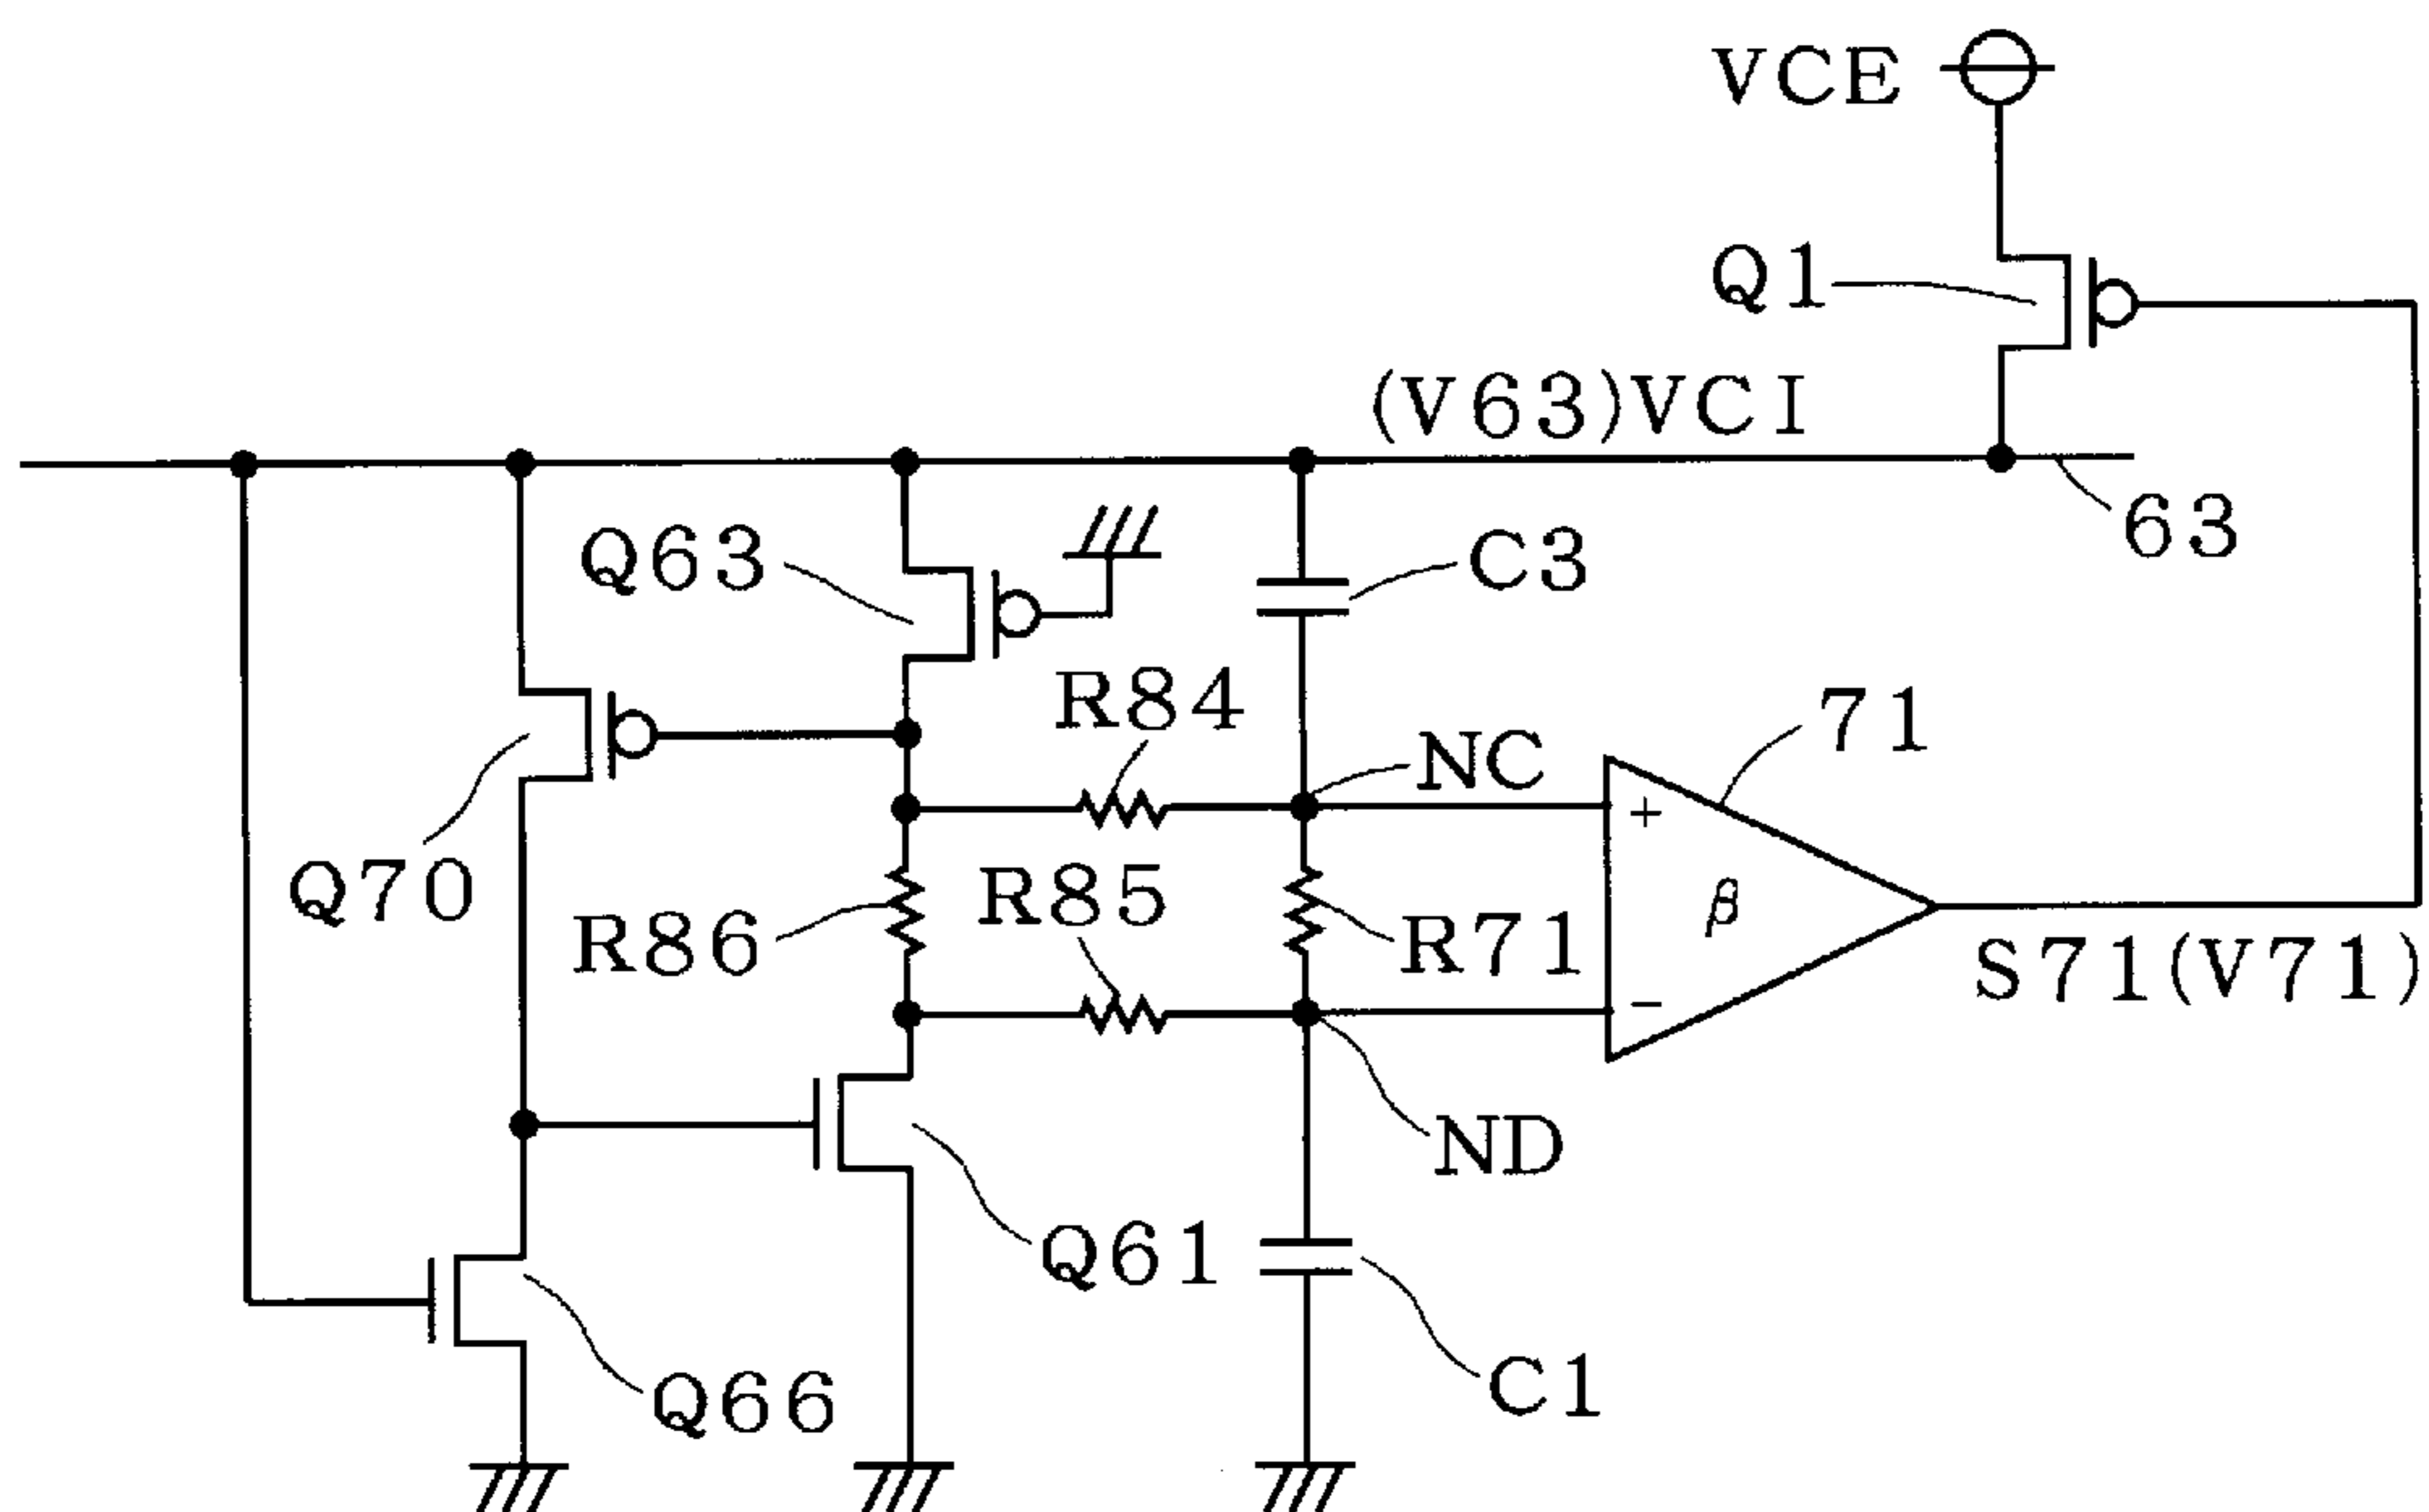 VCE
Q1
(V63)VCI
63
Q63
C3
R84
NC
71
+
Q70
R86
R85
R71
β
−
S71(V71)
ND
Q61
Q66
C1